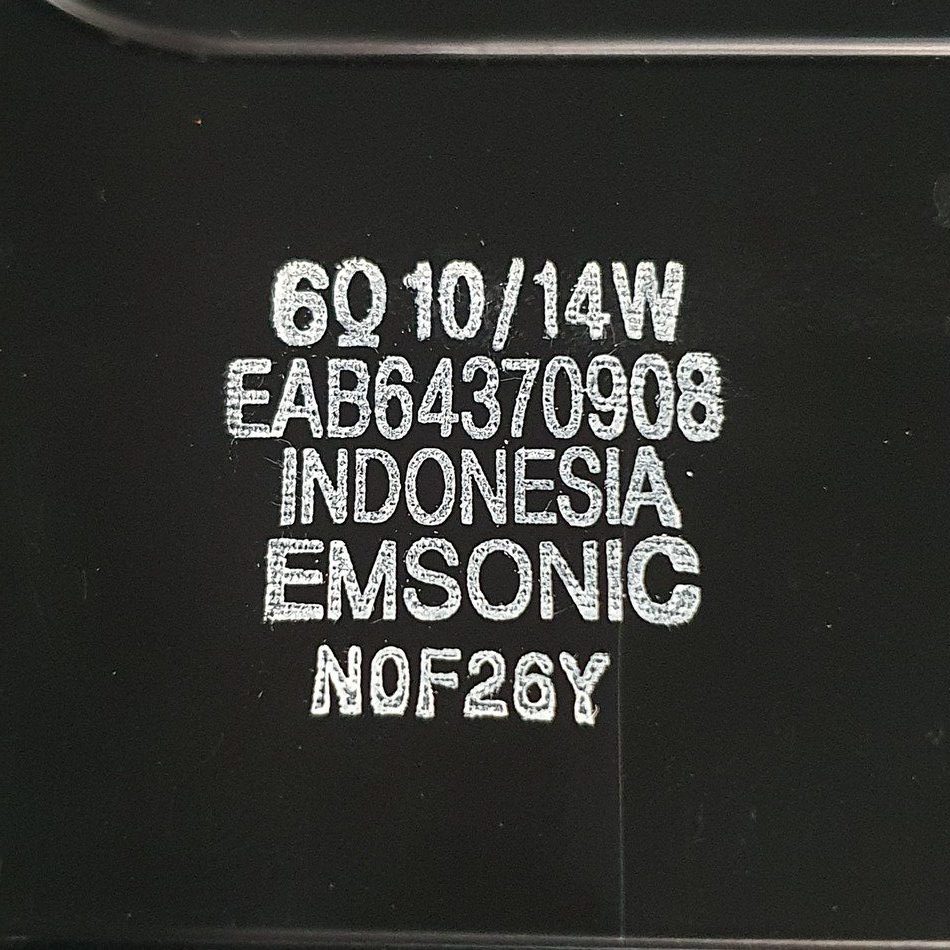 6Ω 10/14W
EAB64370908
INDONESIA
EMSONIC
N0F26Y